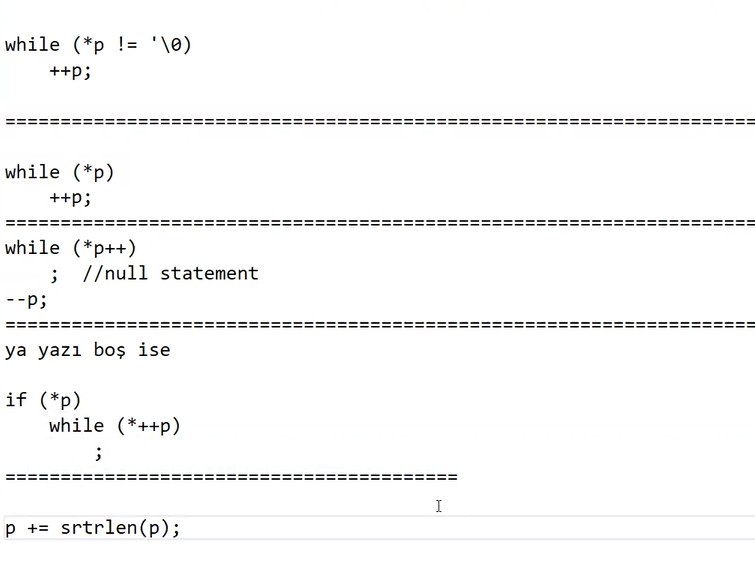 while (*p != '\0)
    ++p;
====================================================================
while (*p)
    ++p;
====================================================================
while (*p++)
    ;  //null statement
--p;
====================================================================
ya yazı boş ise
if (*p)
    while (*++p)
        ;
=========================================
p += srtrlen(p);